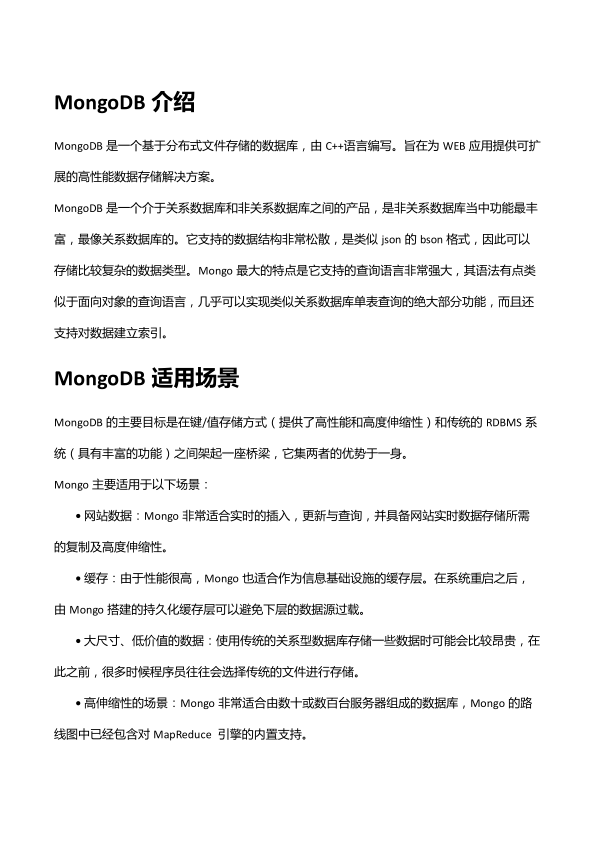 MongoDB 介绍
MongoDB 是一个基于分布式文件存储的数据库，由 C++语言编写。旨在为 WEB 应用提供可扩
展的高性能数据存储解决方案。
MongoDB 是一个介于关系数据库和非关系数据库之间的产品，是非关系数据库当中功能最丰
富，最像关系数据库的。它支持的数据结构非常松散，是类似 json 的 bson 格式，因此可以
存储比较复杂的数据类型。Mongo 最大的特点是它支持的查询语言非常强大，其语法有点类
似于面向对象的查询语言，几乎可以实现类似关系数据库单表查询的绝大部分功能，而且还
支持对数据建立索引。
MongoDB 适用场景
MongoDB 的主要目标是在键/值存储方式（提供了高性能和高度伸缩性）和传统的 RDBMS 系
统（具有丰富的功能）之间架起一座桥梁，它集两者的优势于一身。
Mongo 主要适用于以下场景：
• 网站数据：Mongo 非常适合实时的插入，更新与查询，并具备网站实时数据存储所需
的复制及高度伸缩性。
• 缓存：由于性能很高，Mongo 也适合作为信息基础设施的缓存层。在系统重启之后，
由 Mongo 搭建的持久化缓存层可以避免下层的数据源过载。
• 大尺寸、低价值的数据：使用传统的关系型数据库存储一些数据时可能会比较昂贵，在
此之前，很多时候程序员往往会选择传统的文件进行存储。
• 高伸缩性的场景：Mongo 非常适合由数十或数百台服务器组成的数据库，Mongo 的路
线图中已经包含对 MapReduce 引擎的内置支持。